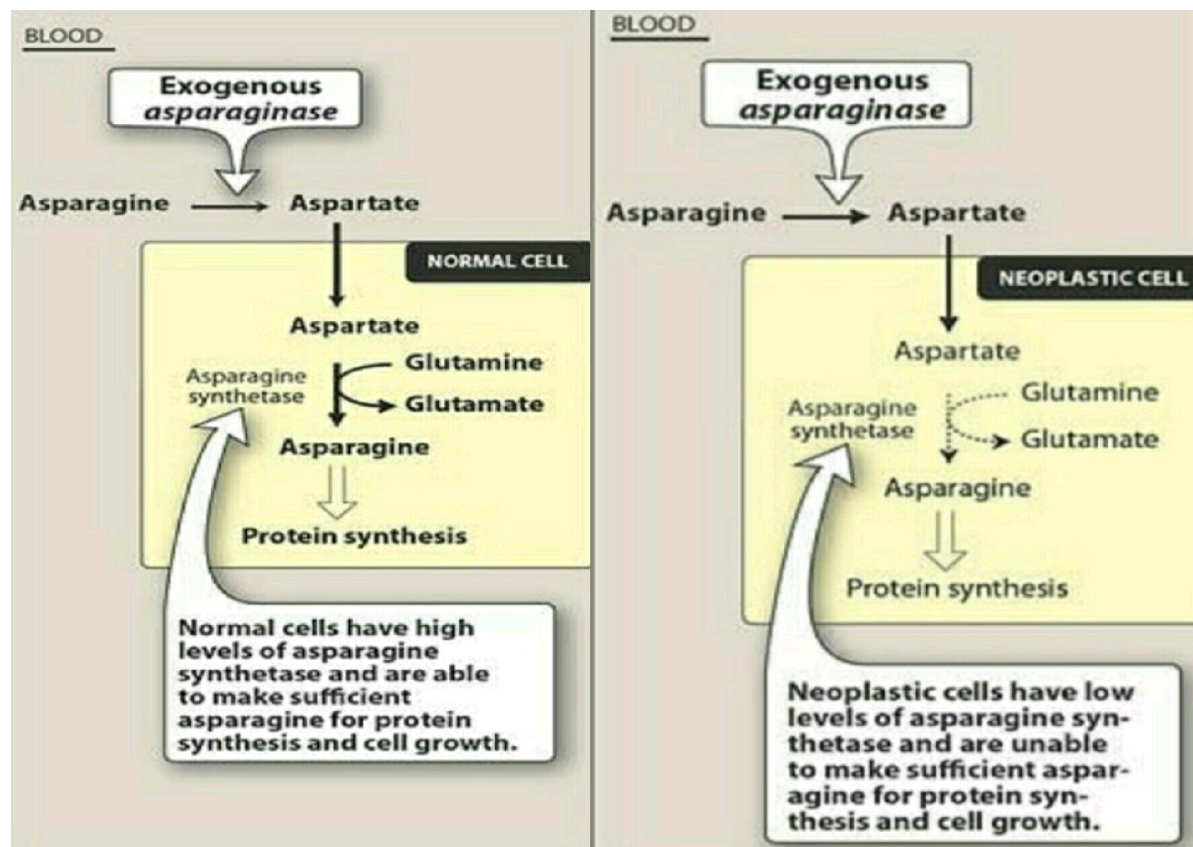 BLOOD
Exogenous
asparaginase
Asparagine
Aspartate
NORMAL CELL
Aspartate
Glutamine
Asparagine
synthetase
Glutamate
Asparagine
Protein synthesis
Normal cells have high
levels of asparagine
synthetase and are able
to make sufficient
asparagine for protein
synthesis and cell growth.
BLOOD
Exogenous
asparaginase
Asparagine
Aspartate
NEOPLASTIC CELL
Aspartate
Glutamine
Asparagine
synthetase
Glutamate
Asparagine
Protein synthesis
Neoplastic cells have low
levels of asparagine syn-
thetase and are unable
to make sufficient aspar-
agine for protein syn-
thesis and cell growth.